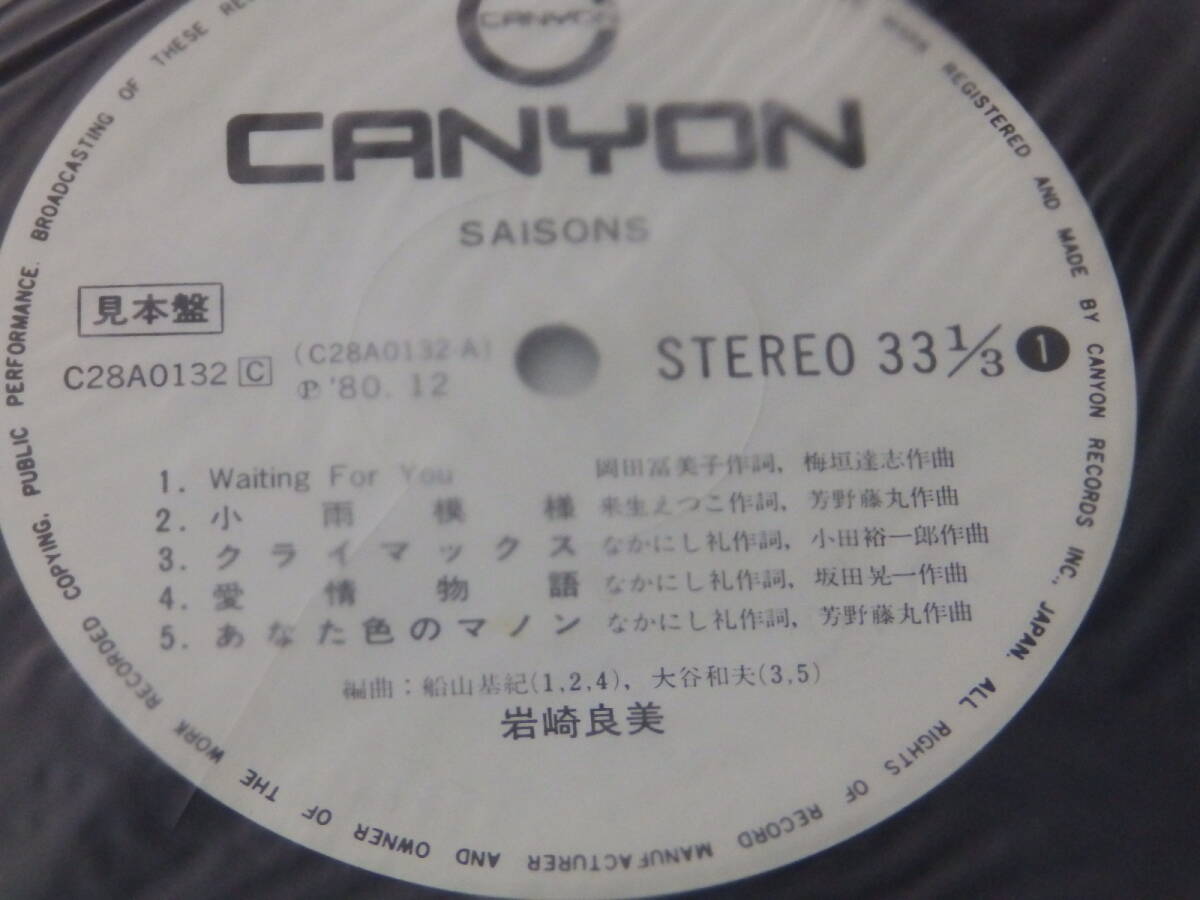 CANYON
CANYON
SAISONS
見本盤
C28A0132 C (C28A0132-A)
℗ '80. 12
STEREO 33 1/3 1
1. Waiting For You 岡田冨美子作詞, 梅垣達志作曲
2. 小雨模様 来生えつこ作詞, 芳野藤丸作曲
3. クライマックス なかにし礼作詞, 小田裕一郎作曲
4. 愛情物語 なかにし礼作詞, 坂田晃一作曲
5. あなた色のマノン なかにし礼作詞, 芳野藤丸作曲
編曲：船山基紀(1,2,4), 大谷和夫(3,5)
岩崎良美
ALL RIGHTS OF RECORD MANUFACTURER AND OWNER OF THE WORK RECORDED COPYING, PUBLIC PERFORMANCE. BROADCASTING OF THESE
REGISTERED AND MADE BY CANYON RECORDS INC., JAPAN.